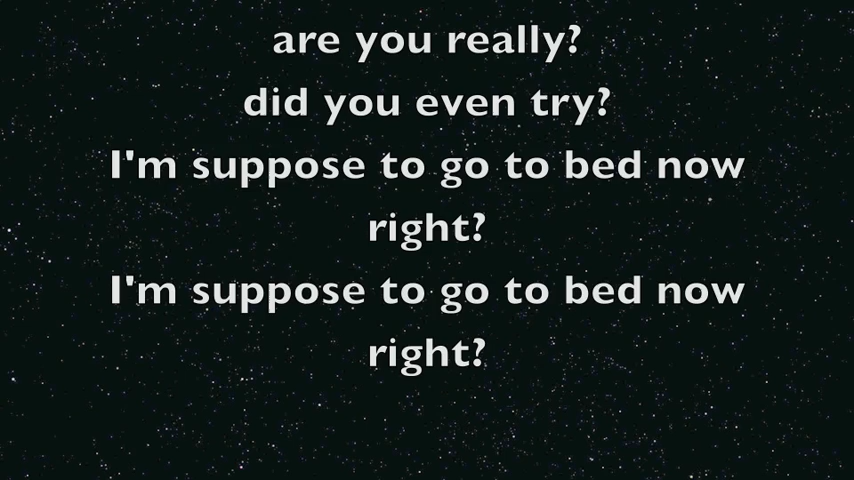 are you really?
did you even try?
I'm suppose to go to bed now
right?
I'm suppose to go to bed now
right?